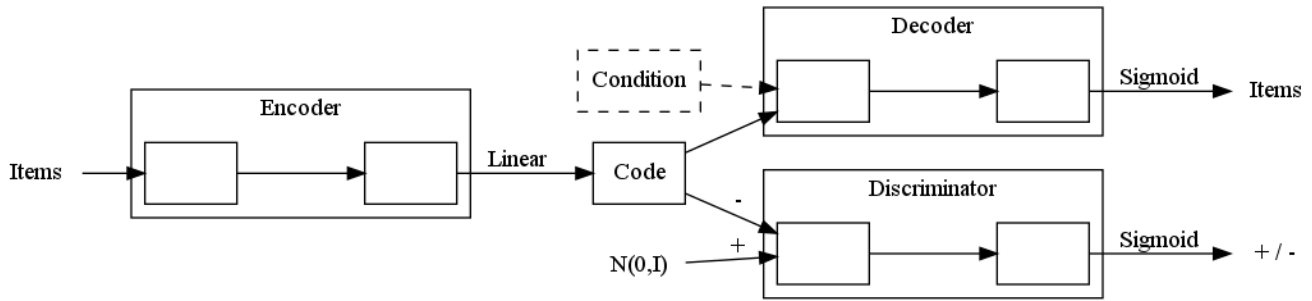 Decoder
Condition
Sigmoid
Items
Encoder
Items
Linear
Code
Discriminator
-
+
N(0,I)
Sigmoid
+ / -